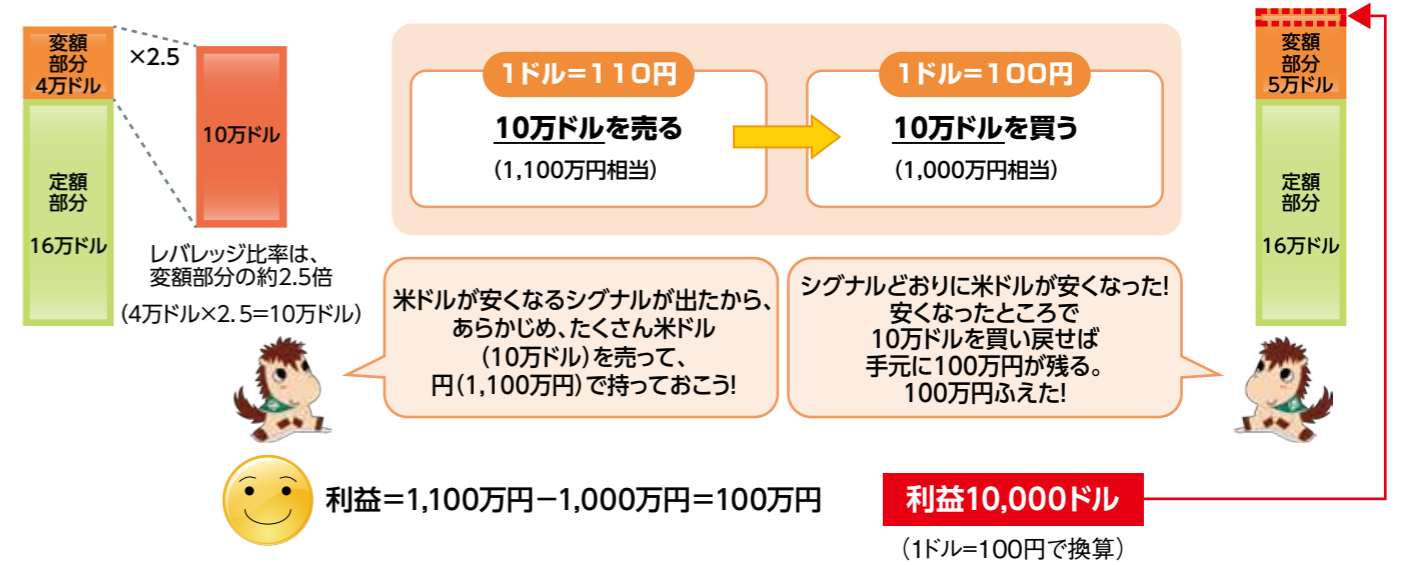 変額
部分
4万ドル
×2.5
10万ドル
定額
部分
16万ドル
レバレッジ比率は、
変額部分の約2.5倍
(4万ドル×2.5=10万ドル)
1ドル=110円
10万ドルを売る
(1,100万円相当)
1ドル=100円
10万ドルを買う
(1,000万円相当)
変額
部分
5万ドル
定額
部分
16万ドル
米ドルが安くなるシグナルが出たから、
あらかじめ、たくさん米ドル
(10万ドル)を売って、
円(1,100万円)で持っておこう!
シグナルどおりに米ドルが安くなった!
安くなったところで
10万ドルを買い戻せば
手元に100万円が残る。
100万円ふえた!
利益=1,100万円-1,000万円=100万円
利益10,000ドル
(1ドル=100円で換算)